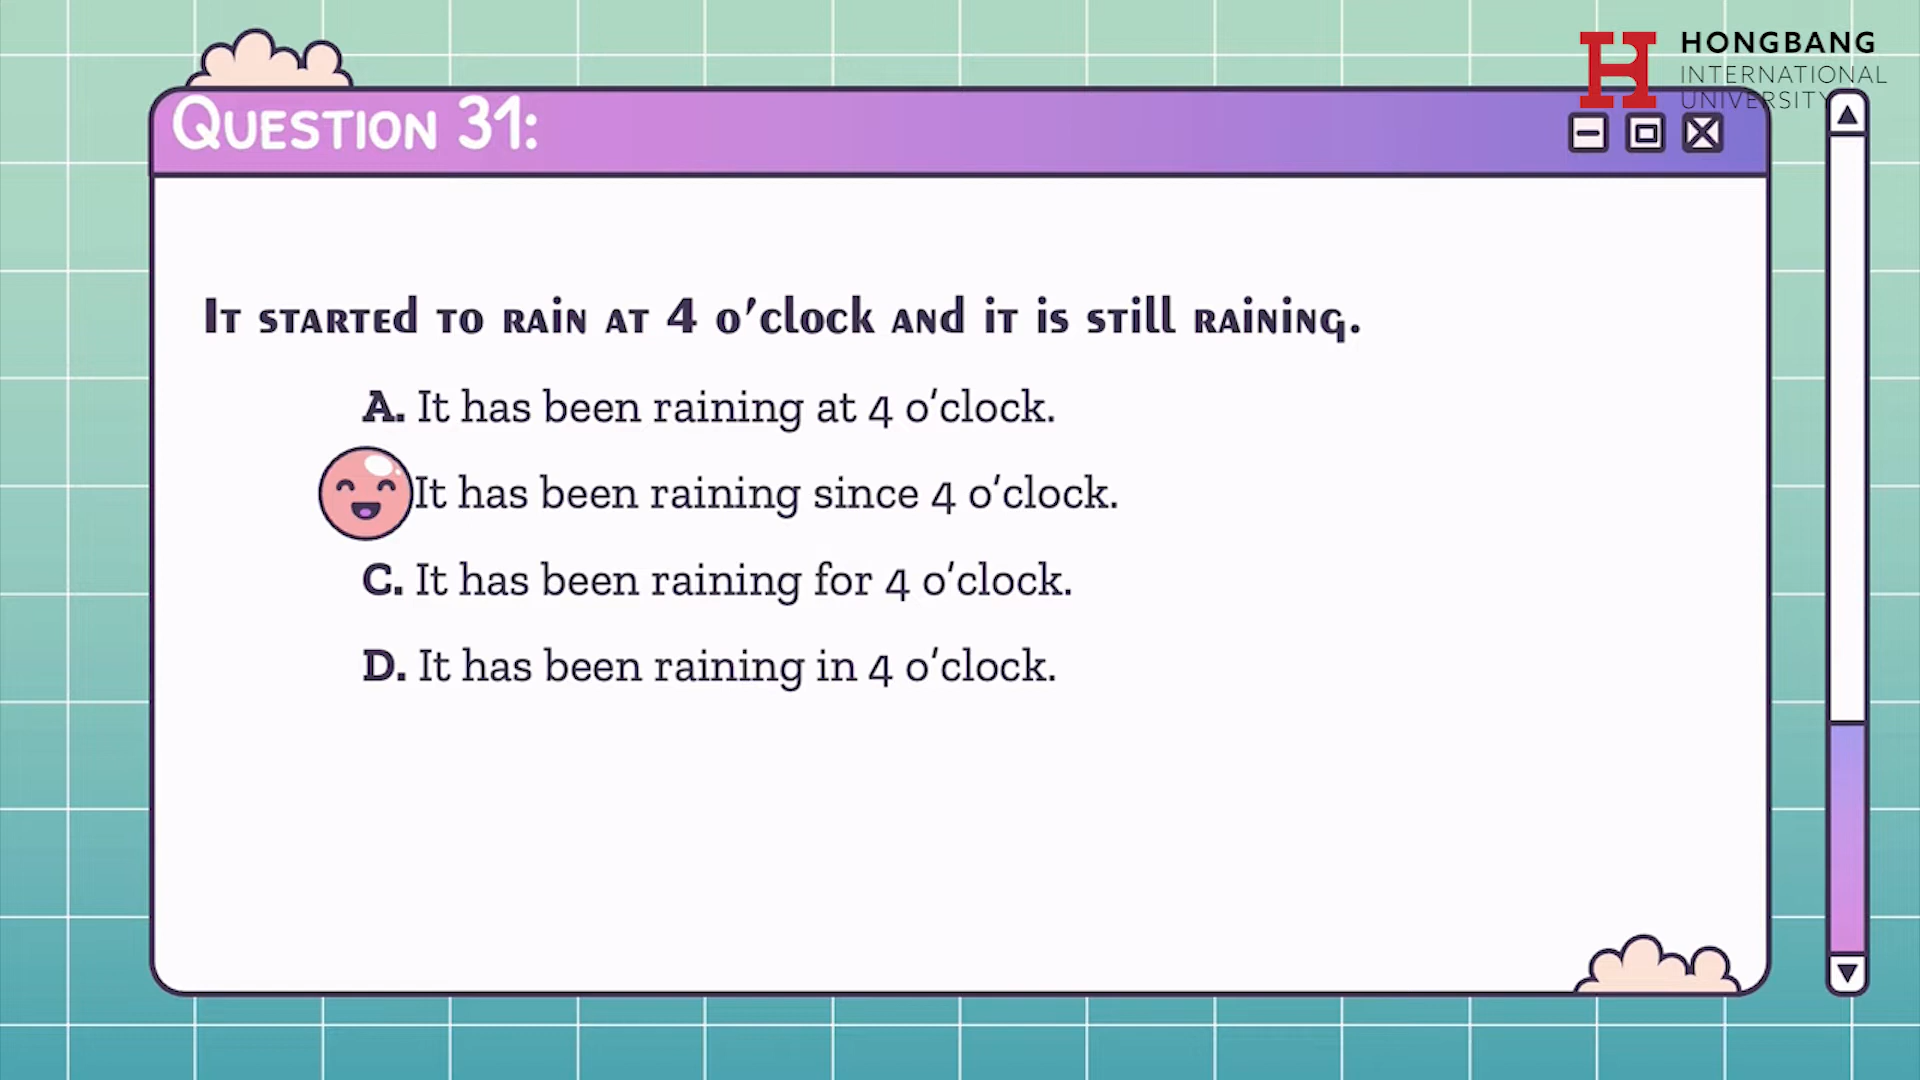 HONGBANG
INTERNATIONAL
UNIVERSITY
Question 31:
It started to rain at 4 o'clock and it is still raining.
A. It has been raining at 4 o'clock.
It has been raining since 4 o'clock.
C. It has been raining for 4 o'clock.
D. It has been raining in 4 o'clock.